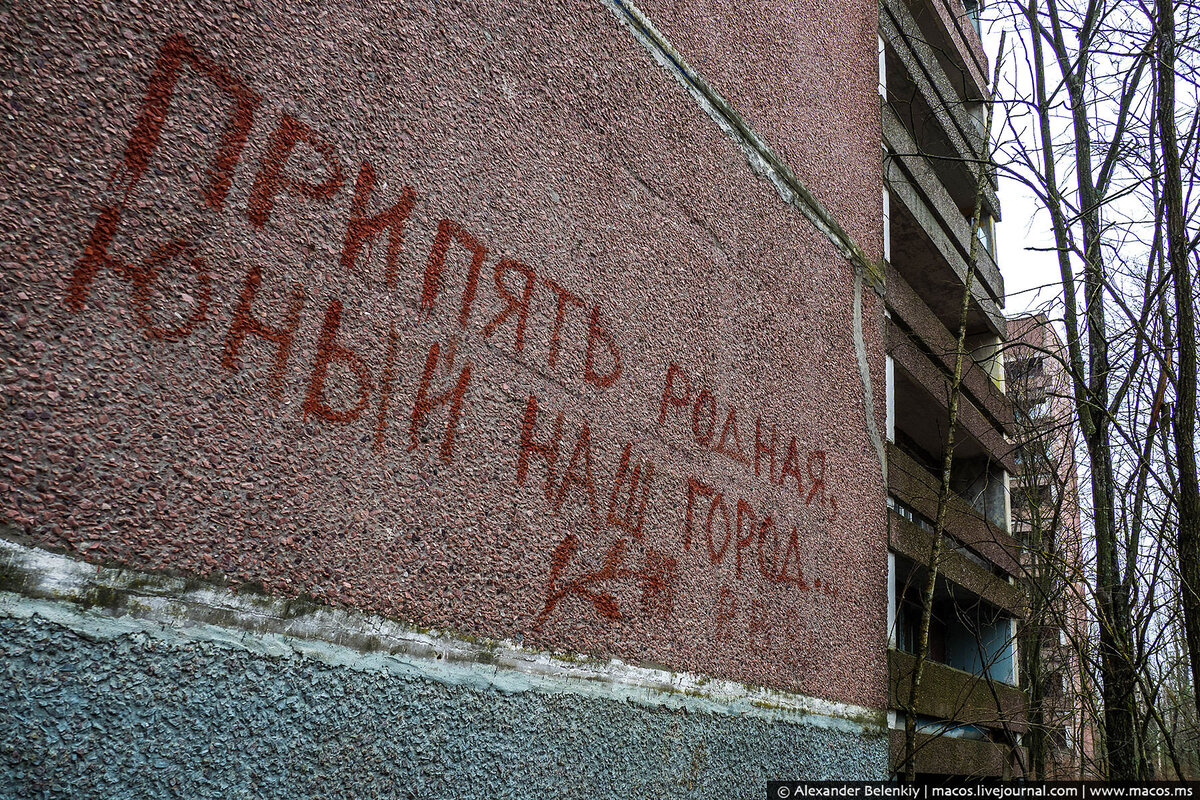 ПРИПЯТЬ РОДНАЯ,
ЮНЫЙ НАШ ГОРОД...
© Alexander Belenkiy | macos.livejournal.com | www.macos.ms